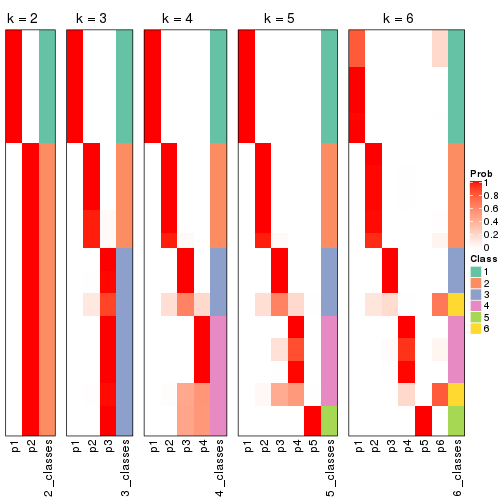 k = 2
k = 3
k = 4
k = 5
k = 6
p1
p2
2_classes
p1
p2
p3
3_classes
p1
p2
p3
p4
4_classes
p1
p2
p3
p4
p5
5_classes
p1
p2
p3
p4
p5
p6
6_classes
Prob
1
0.8
0.6
0.4
0.2
0
Class
1
2
3
4
5
6